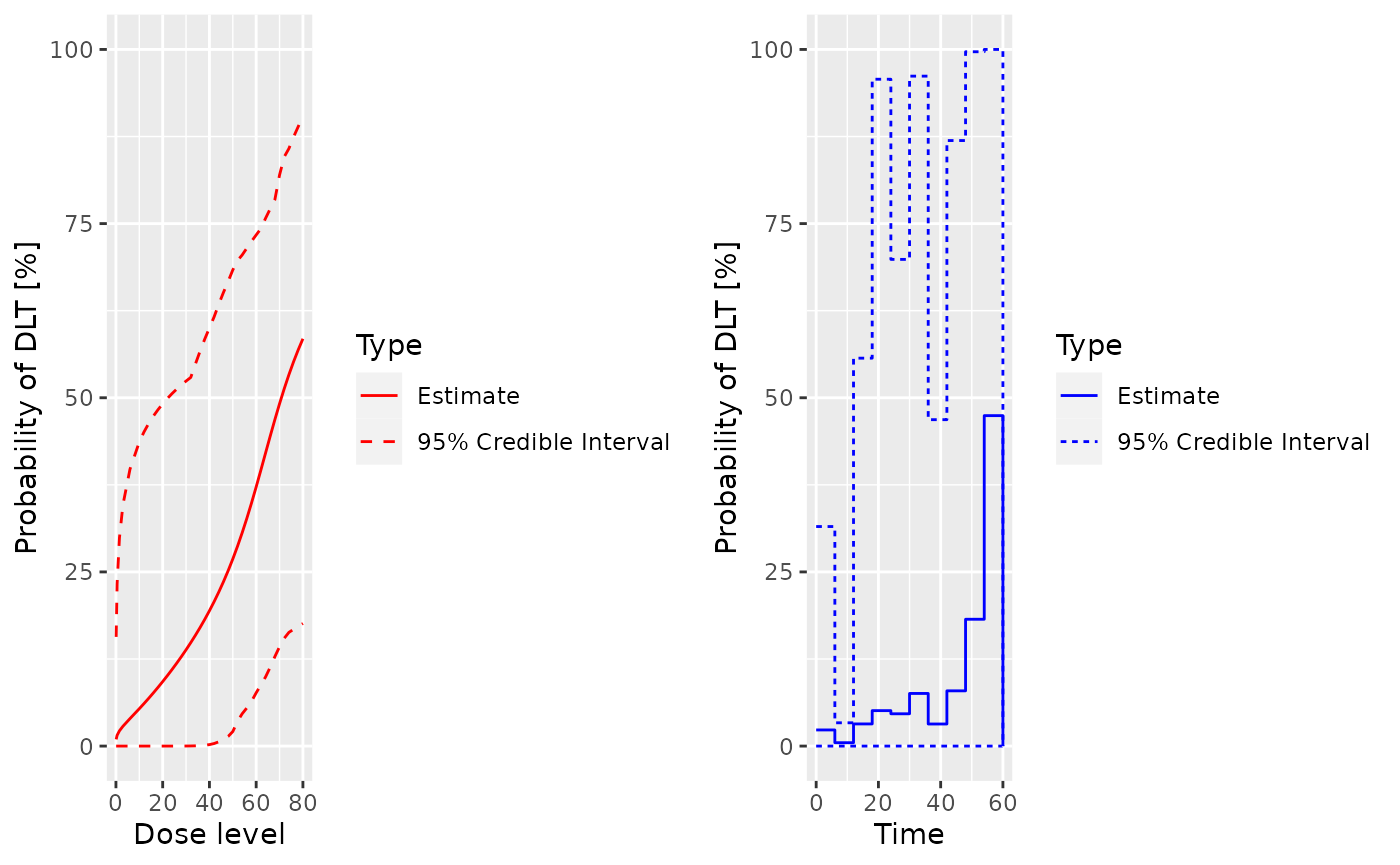 Probability of DLT [%]
100
75
50
25
0
0 20 40 60 80
Dose level
Type
Estimate
95% Credible Interval
Probability of DLT [%]
100
75
50
25
0
0 20 40 60
Time
Type
Estimate
95% Credible Interval